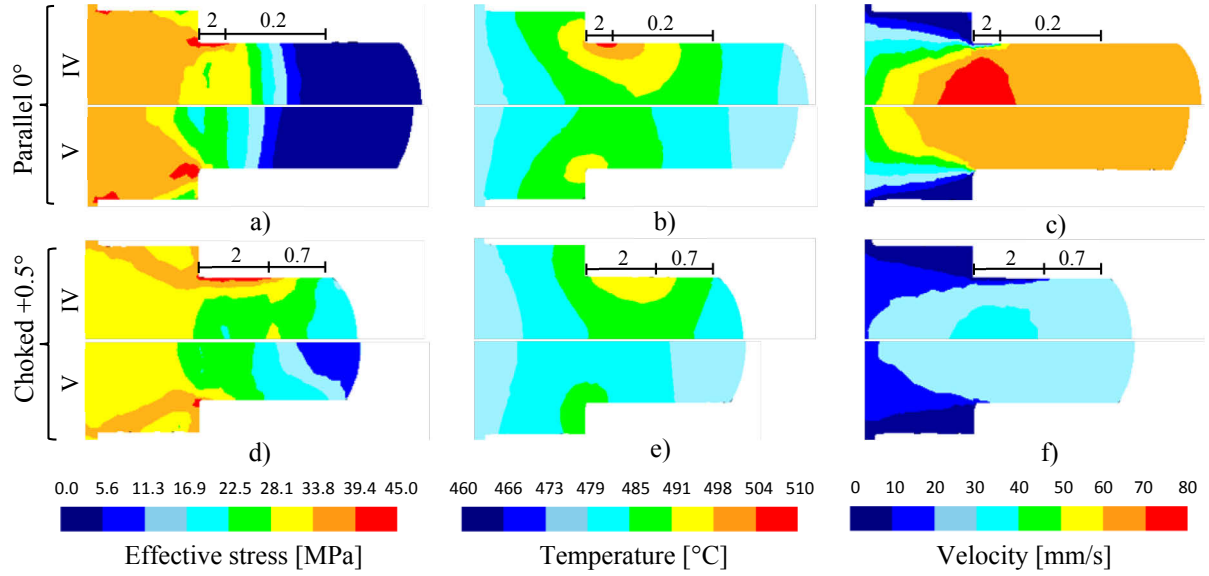 2 0.2 2 0.2 2 0.2
Parallel 0°
IV
V
a) b) c)
2 0.7 2 0.7 2 0.7
Choked +0.5°
IV
V
d) e) f)
0.0 5.6 11.3 16.9 22.5 28.1 33.8 39.4 45.0
Effective stress [MPa]
460 466 473 479 485 491 498 504 510
Temperature [°C]
0 10 20 30 40 50 60 70 80
Velocity [mm/s]